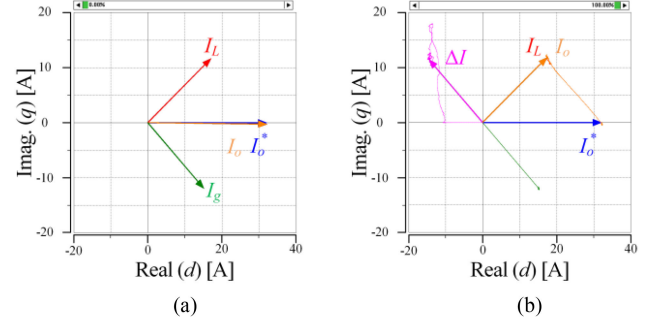 0.00%
100.00%
20
10
0
-10
-20
-20
0
20
40
Imag. (q) [A]
Real (d) [A]
I_L
I_o
I_o^*
I_g
(a)
20
10
0
-10
-20
-20
0
20
40
Imag. (q) [A]
Real (d) [A]
ΔI
I_L
I_o
I_o^*
(b)